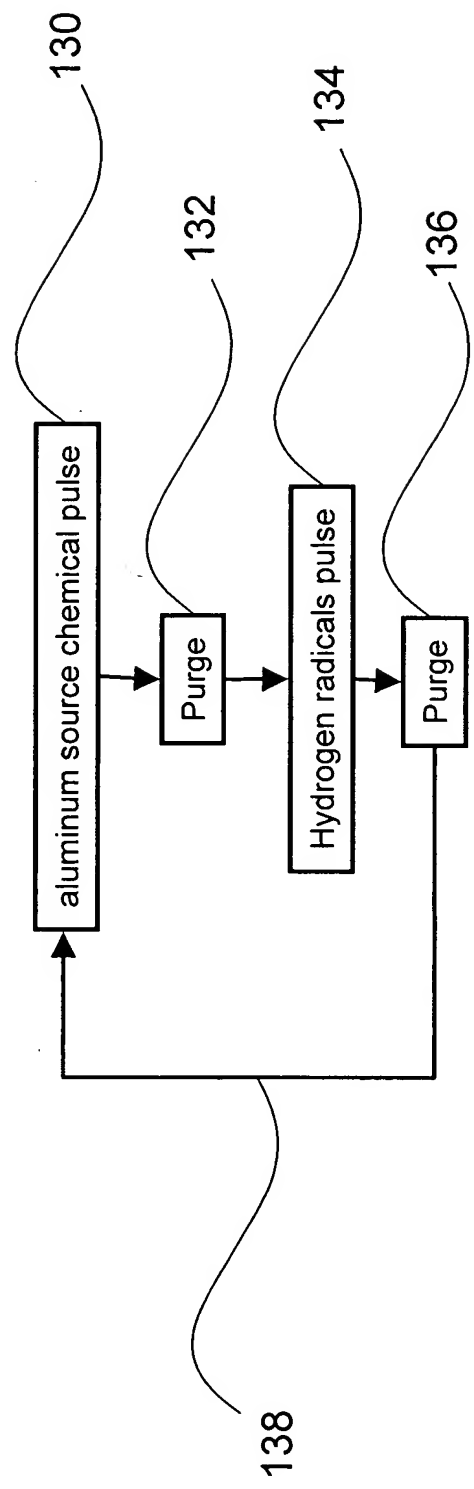 aluminum source chemical pulse
130
Purge
132
Hydrogen radicals pulse
134
Purge
136
138